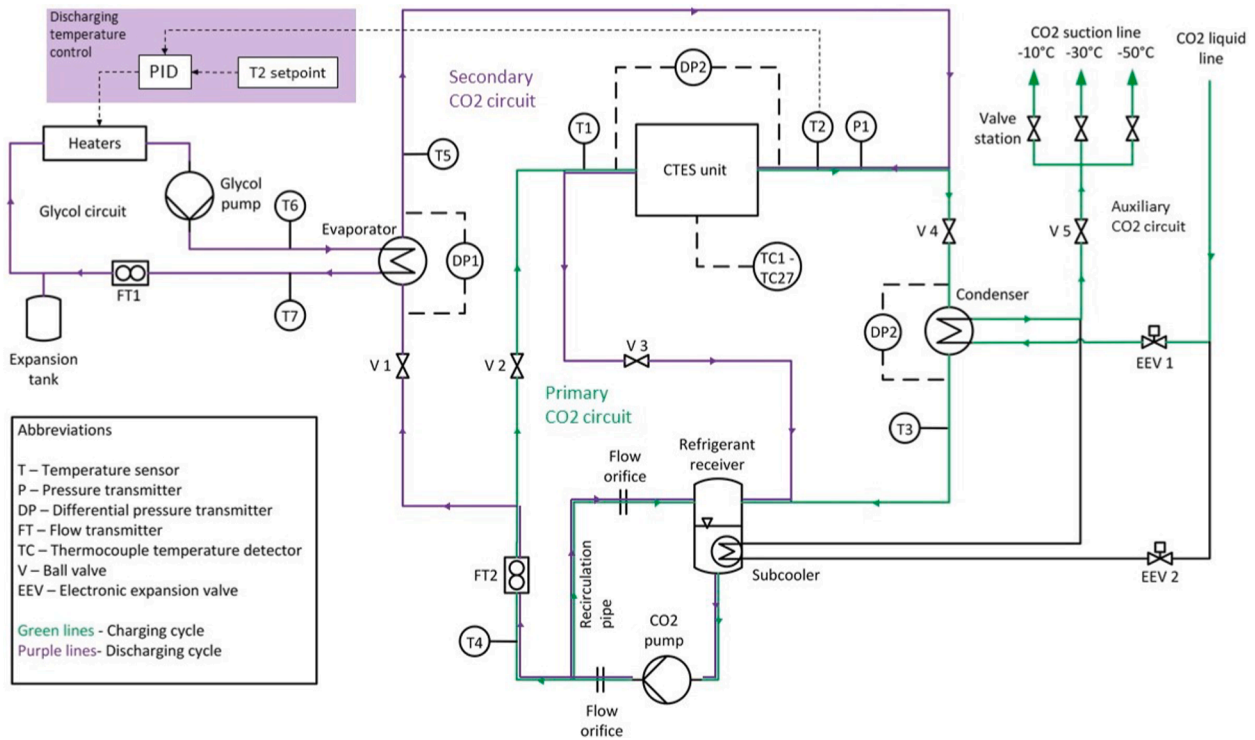 Discharging
temperature
control
PID
T2 setpoint
Heaters
Glycol
pump
Glycol circuit
T6
Evaporator
FT1
T7
Expansion
tank
T5
DP1
V 1
Secondary
CO2 circuit
DP2
T1
T2
P1
CTES unit
TC1 -
TC27
V 2
V 3
Primary
CO2 circuit
V 4
Condenser
DP2
T3
CO2 suction line
-10°C
-30°C
-50°C
CO2 liquid
line
Valve
station
V 5
Auxiliary
CO2 circuit
EEV 1
EEV 2
Refrigerant
receiver
Subcooler
Flow
orifice
Recirculation
pipe
FT2
T4
CO2
pump
Flow
orifice
Abbreviations
T – Temperature sensor
P – Pressure transmitter
DP – Differential pressure transmitter
FT – Flow transmitter
TC – Thermocouple temperature detector
V – Ball valve
EEV – Electronic expansion valve
Green lines - Charging cycle
Purple lines- Discharging cycle